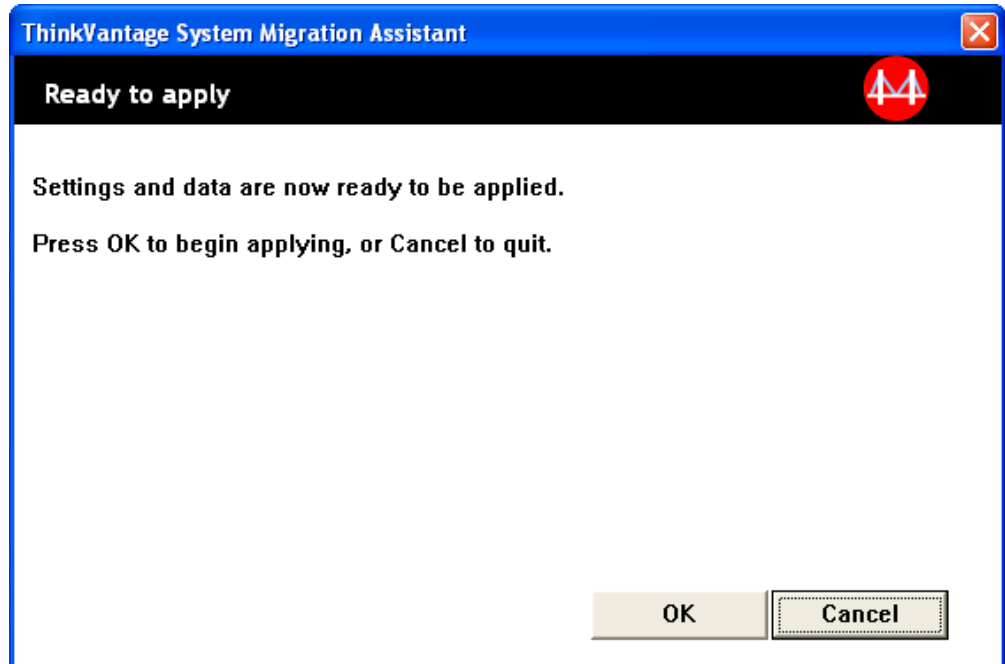 ThinkVantage System Migration Assistant
Ready to apply
Settings and data are now ready to be applied.
Press OK to begin applying, or Cancel to quit.
OK Cancel